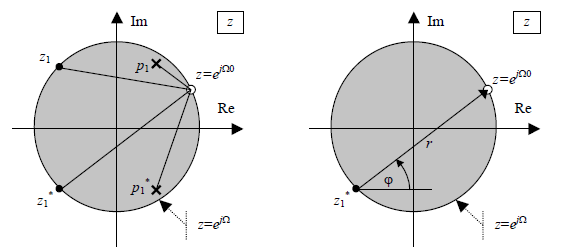 Im
z
z1
p1
z=e^jΩ0
Re
z1*
p1*
z=e^jΩ
Im
z
z=e^jΩ0
Re
r
φ
z1*
z=e^jΩ